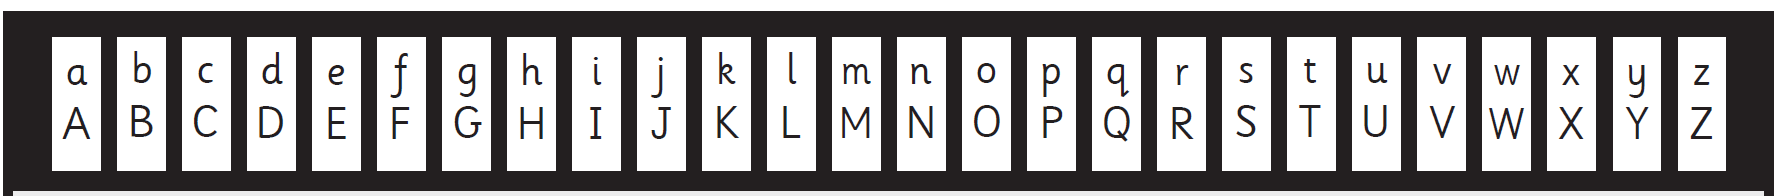 a b c d e f g h i j k l m n o p q r s t u v w x y z
A B C D E F G H I J K L M N O P Q R S T U V W X Y Z